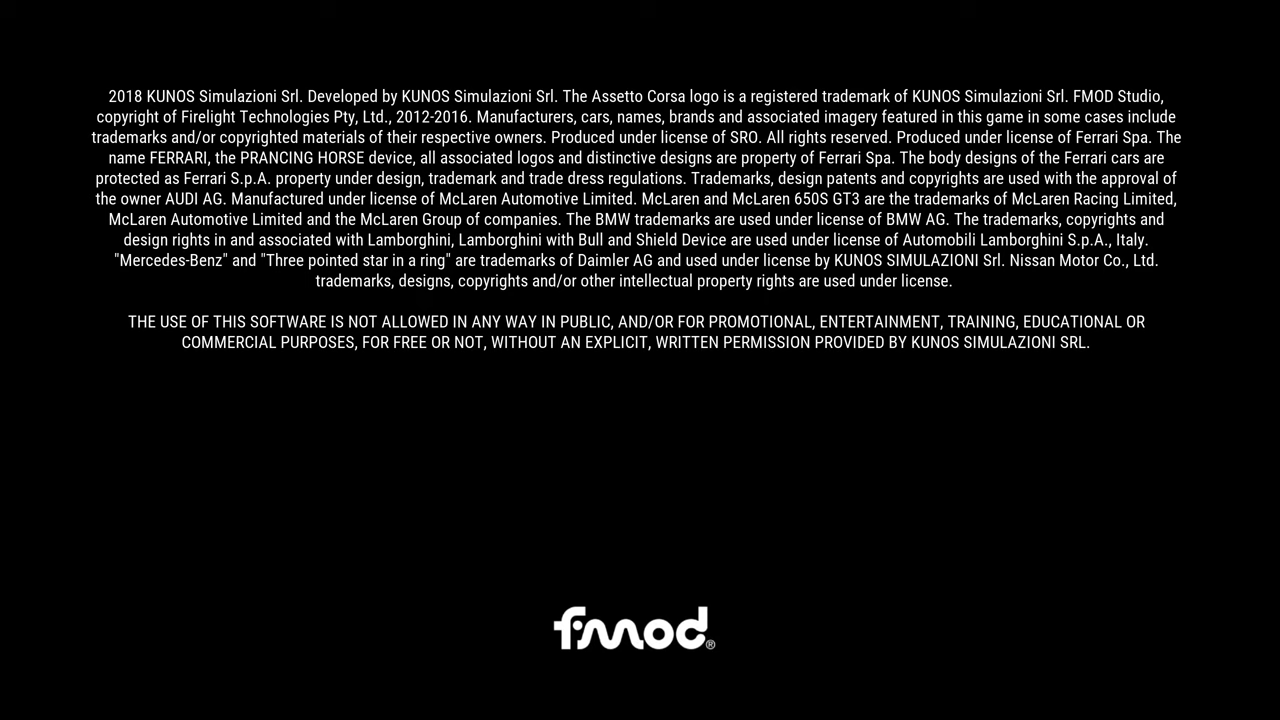 2018 KUNOS Simulazioni Srl. Developed by KUNOS Simulazioni Srl. The Assetto Corsa logo is a registered trademark of KUNOS Simulazioni Srl. FMOD Studio,
copyright of Firelight Technologies Pty, Ltd., 2012-2016. Manufacturers, cars, names, brands and associated imagery featured in this game in some cases include
trademarks and/or copyrighted materials of their respective owners. Produced under license of SRO. All rights reserved. Produced under license of Ferrari Spa. The
name FERRARI, the PRANCING HORSE device, all associated logos and distinctive designs are property of Ferrari Spa. The body designs of the Ferrari cars are
protected as Ferrari S.p.A. property under design, trademark and trade dress regulations. Trademarks, design patents and copyrights are used with the approval of
the owner AUDI AG. Manufactured under license of McLaren Automotive Limited. McLaren and McLaren 650S GT3 are the trademarks of McLaren Racing Limited,
McLaren Automotive Limited and the McLaren Group of companies. The BMW trademarks are used under license of BMW AG. The trademarks, copyrights and
design rights in and associated with Lamborghini, Lamborghini with Bull and Shield Device are used under license of Automobili Lamborghini S.p.A., Italy.
"Mercedes-Benz" and "Three pointed star in a ring" are trademarks of Daimler AG and used under license by KUNOS SIMULAZIONI Srl. Nissan Motor Co., Ltd.
trademarks, designs, copyrights and/or other intellectual property rights are used under license.
THE USE OF THIS SOFTWARE IS NOT ALLOWED IN ANY WAY IN PUBLIC, AND/OR FOR PROMOTIONAL, ENTERTAINMENT, TRAINING, EDUCATIONAL OR
COMMERCIAL PURPOSES, FOR FREE OR NOT, WITHOUT AN EXPLICIT, WRITTEN PERMISSION PROVIDED BY KUNOS SIMULAZIONI SRL.
fmod®